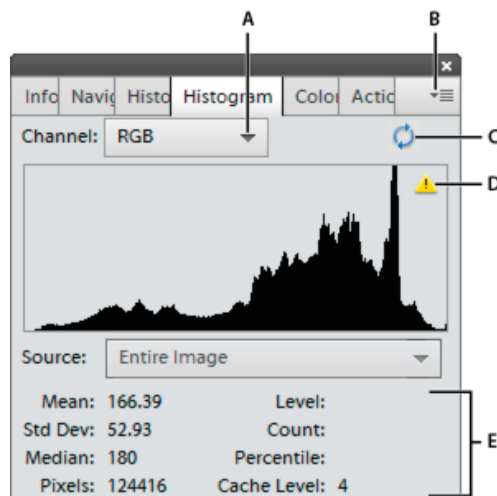 A
B
Info Navig Histo Histogram Color Actic
Channel: RGB
C
D
Source: Entire Image
Mean: 166.39 Level:
Std Dev: 52.93 Count:
E
Median: 180 Percentile:
Pixels: 124416 Cache Level: 4